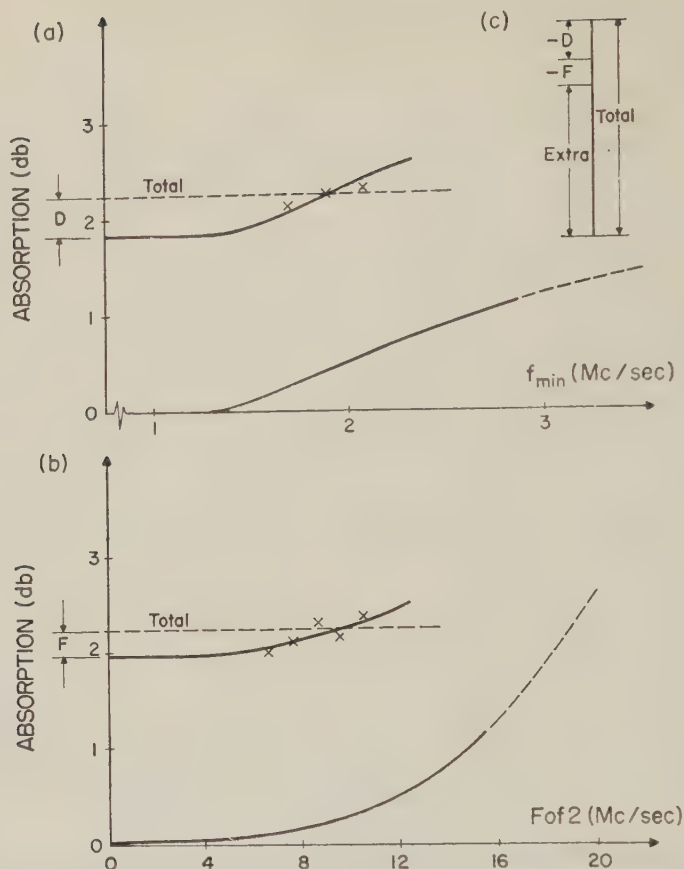 (a)
(c)
-D
-F
Extra
Total
3
2
1
0
Total
D
ABSORPTION (db)
1
2
3
fmin (Mc/sec)
(b)
3
2
1
0
Total
F
ABSORPTION (db)
0
4
8
12
16
20
Fof2 (Mc/sec)